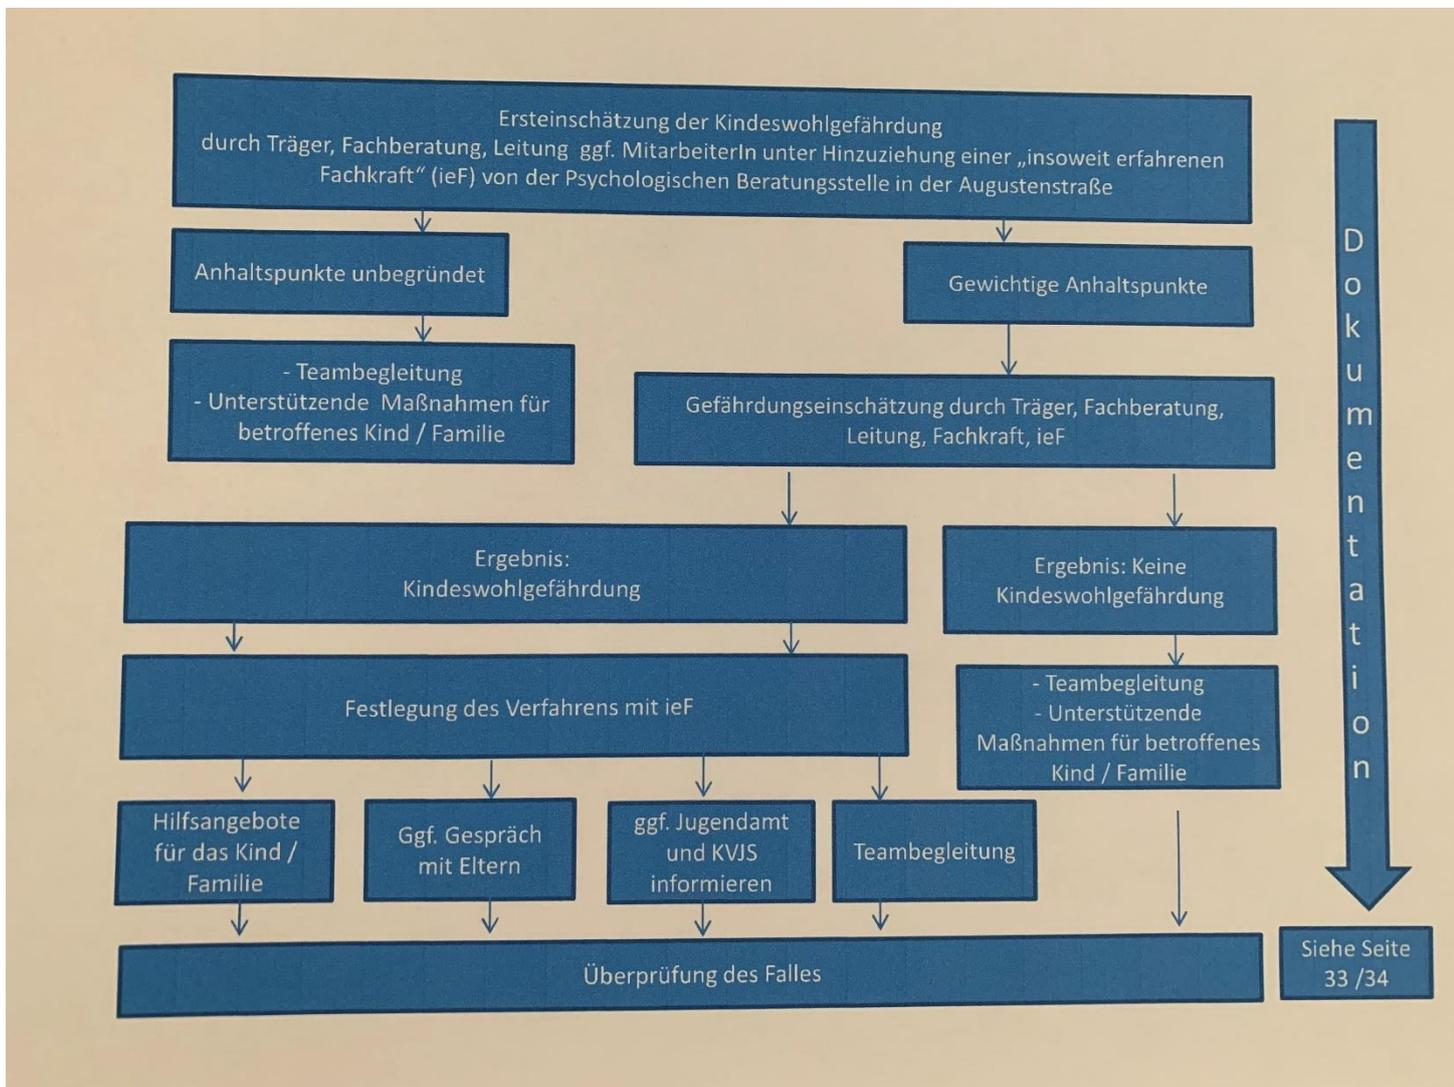 Ersteinschätzung der Kindeswohlgefährdung
durch Träger, Fachberatung, Leitung ggf. MitarbeiterIn unter Hinzuziehung einer „insoweit erfahrenen
Fachkraft“ (ieF) von der Psychologischen Beratungsstelle in der Augustenstraße
Anhaltspunkte unbegründet
Gewichtige Anhaltspunkte
- Teambegleitung
- Unterstützende Maßnahmen für
betroffenes Kind / Familie
Gefährdungseinschätzung durch Träger, Fachberatung,
Leitung, Fachkraft, ieF
Ergebnis:
Kindeswohlgefährdung
Ergebnis: Keine
Kindeswohlgefährdung
Festlegung des Verfahrens mit ieF
- Teambegleitung
- Unterstützende
Maßnahmen für betroffenes
Kind / Familie
Hilfsangebote
für das Kind /
Familie
Ggf. Gespräch
mit Eltern
ggf. Jugendamt
und KVJS
informieren
Teambegleitung
Überprüfung des Falles
Dokumentation
Siehe Seite
33 /34